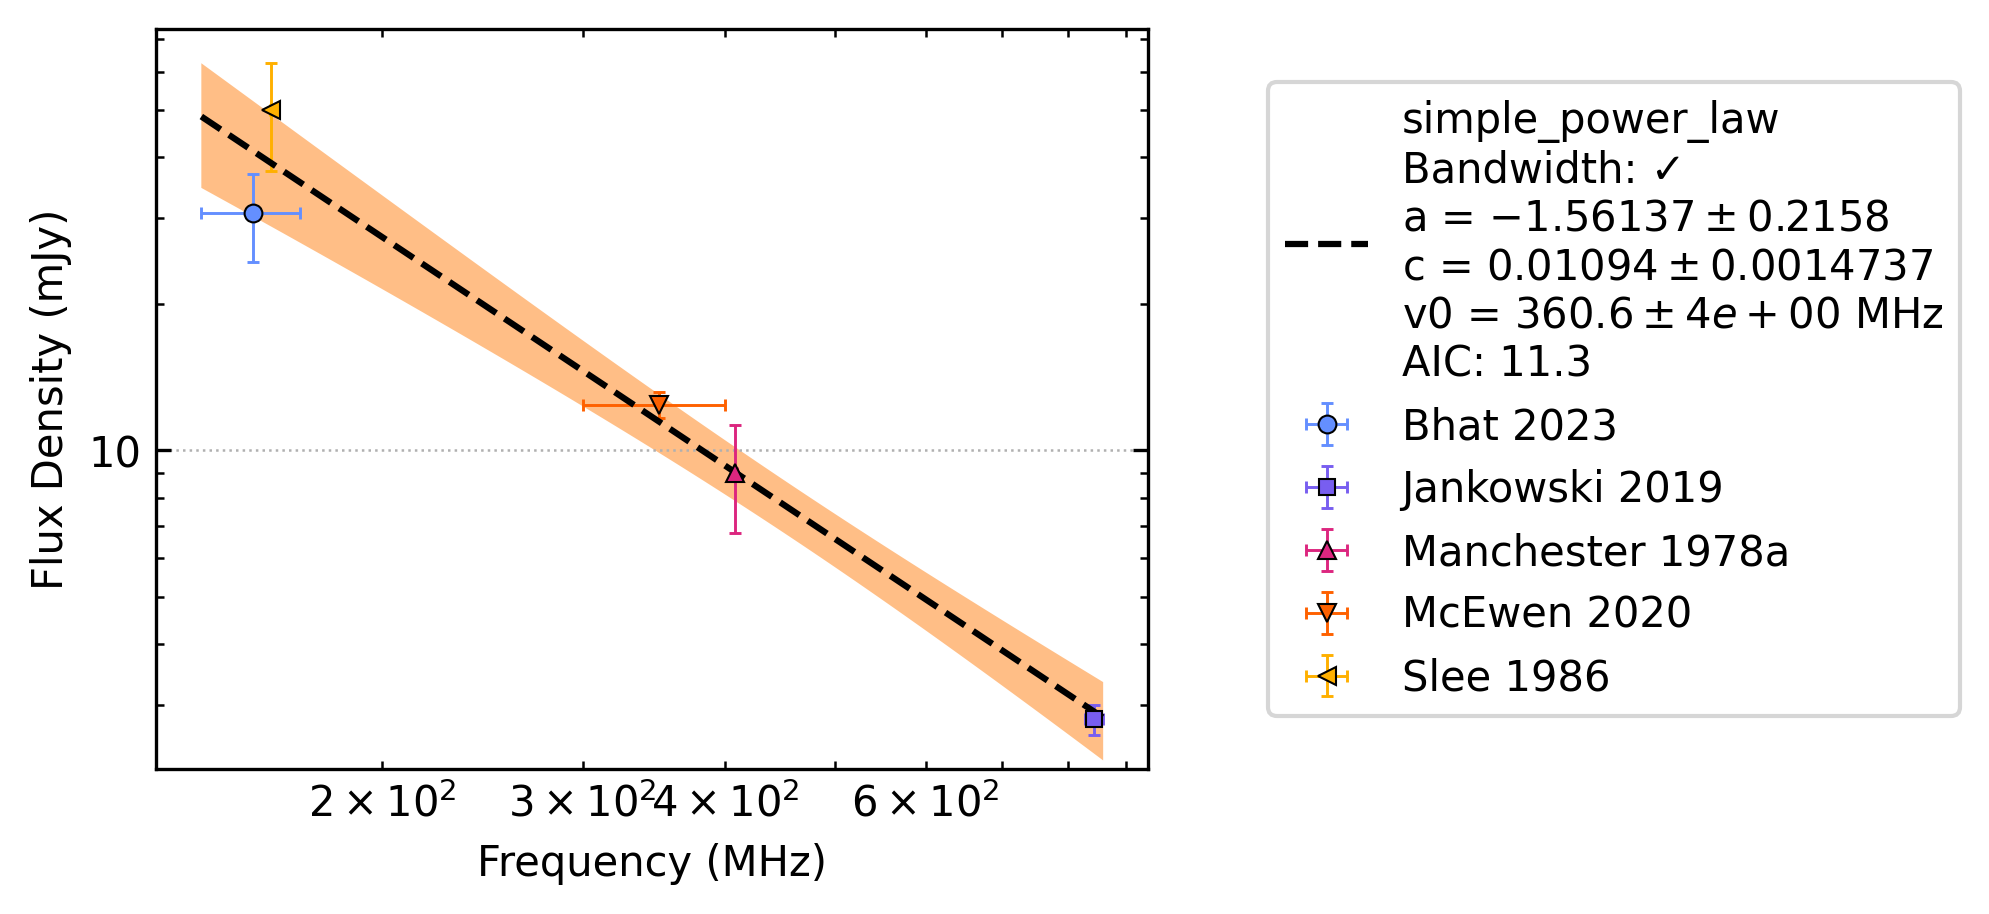 Flux Density (mJy)
10
2 × 10²
3 × 10²
4 × 10²
6 × 10²
Frequency (MHz)
simple_power_law
Bandwidth: ✓
a = −1.56137 ± 0.2158
c = 0.01094 ± 0.0014737
v0 = 360.6 ± 4e + 00 MHz
AIC: 11.3
Bhat 2023
Jankowski 2019
Manchester 1978a
McEwen 2020
Slee 1986